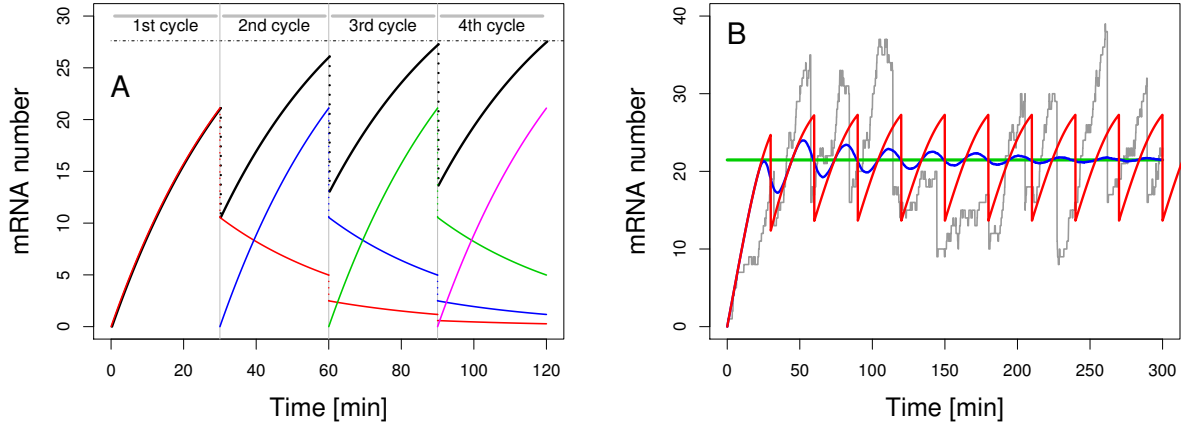 1st cycle 2nd cycle 3rd cycle 4th cycle
A
mRNA number
0 5 10 15 20 25 30
0 20 40 60 80 100 120
Time [min]
B
mRNA number
0 10 20 30 40
0 50 100 150 200 250 300
Time [min]